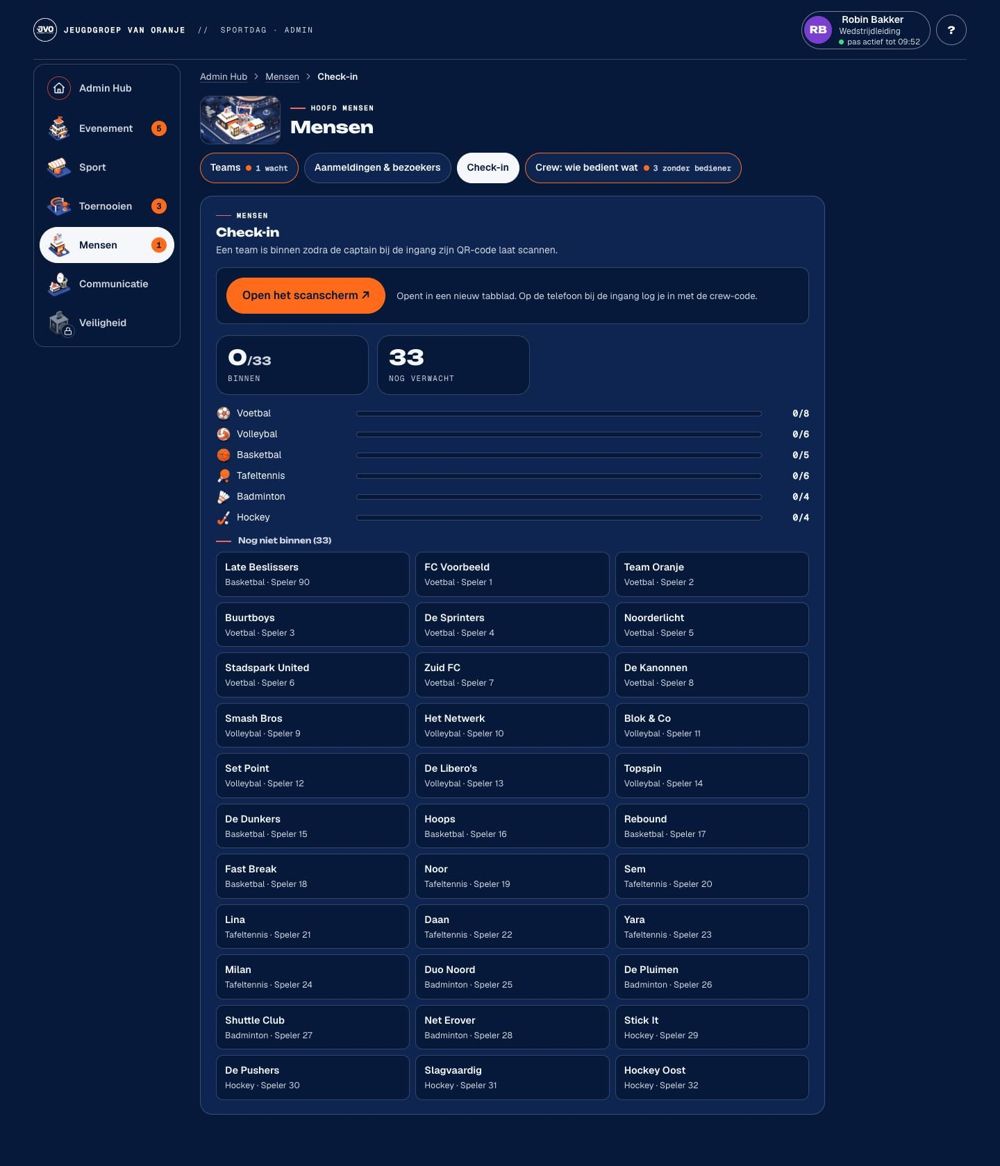 JVO JEUGDGROEP VAN ORANJE // SPORTDAG · ADMIN
RB Robin Bakker
Wedstrijdleiding
pas actief tot 09:52
?
Admin Hub
Evenement 5
Sport
Toernooien 3
Mensen 1
Communicatie
Veiligheid
Admin Hub > Mensen > Check-in
HOOFD MENSEN
Mensen
Teams 1 wacht
Aanmeldingen & bezoekers
Check-in
Crew: wie bedient wat 3 zonder bediener
MENSEN
Check-in
Een team is binnen zodra de captain bij de ingang zijn QR-code laat scannen.
Open het scanscherm ↗ Opent in een nieuw tabblad. Op de telefoon bij de ingang log je in met de crew-code.
0/33
BINNEN
33
NOG VERWACHT
Voetbal 0/8
Volleybal 0/6
Basketbal 0/5
Tafeltennis 0/6
Badminton 0/4
Hockey 0/4
Nog niet binnen (33)
Late Beslissers
Basketbal · Speler 90
FC Voorbeeld
Voetbal · Speler 1
Team Oranje
Voetbal · Speler 2
Buurtboys
Voetbal · Speler 3
De Sprinters
Voetbal · Speler 4
Noorderlicht
Voetbal · Speler 5
Stadspark United
Voetbal · Speler 6
Zuid FC
Voetbal · Speler 7
De Kanonnen
Voetbal · Speler 8
Smash Bros
Volleybal · Speler 9
Het Netwerk
Volleybal · Speler 10
Blok & Co
Volleybal · Speler 11
Set Point
Volleybal · Speler 12
De Libero's
Volleybal · Speler 13
Topspin
Volleybal · Speler 14
De Dunkers
Basketbal · Speler 15
Hoops
Basketbal · Speler 16
Rebound
Basketbal · Speler 17
Fast Break
Basketbal · Speler 18
Noor
Tafeltennis · Speler 19
Sem
Tafeltennis · Speler 20
Lina
Tafeltennis · Speler 21
Daan
Tafeltennis · Speler 22
Yara
Tafeltennis · Speler 23
Milan
Tafeltennis · Speler 24
Duo Noord
Badminton · Speler 25
De Pluimen
Badminton · Speler 26
Shuttle Club
Badminton · Speler 27
Net Erover
Badminton · Speler 28
Stick It
Hockey · Speler 29
De Pushers
Hockey · Speler 30
Slagvaardig
Hockey · Speler 31
Hockey Oost
Hockey · Speler 32